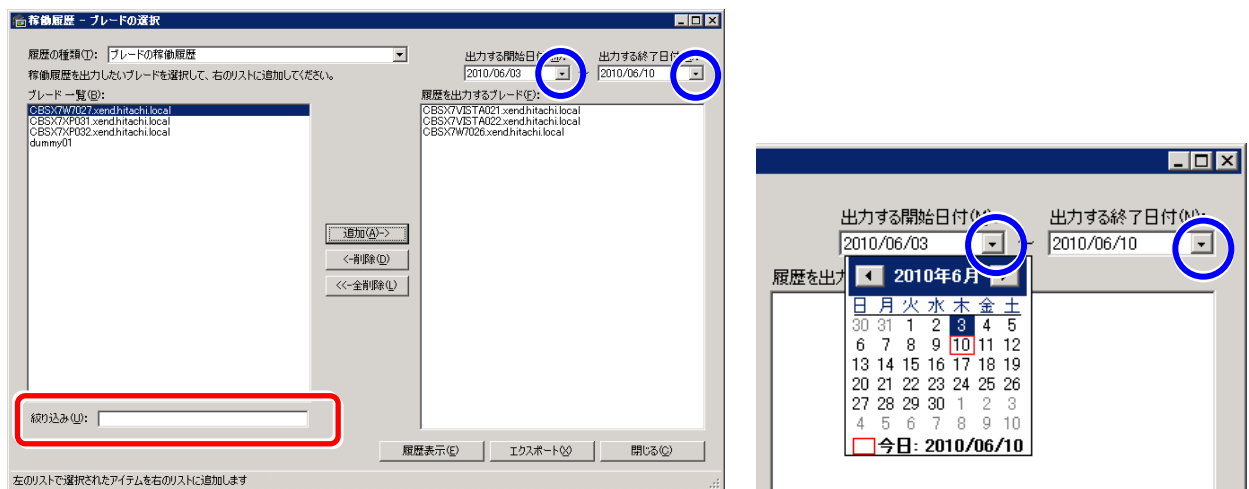 稼働履歴 - ブレードの選択
履歴の種類(T): ブレードの稼働履歴
出力する開始日付 出力する終了日付
稼働履歴を出力したいブレードを選択して、右のリストに追加してください。
2010/06/03 ～ 2010/06/10
ブレード一覧(B):
CBSX7W7027.xend.hitachi.local
CBSX7XP031.xend.hitachi.local
CBSX7XP032.xend.hitachi.local
dummy01
履歴を出力するブレード(F):
CBSX7VISTA021.xend.hitachi.local
CBSX7VISTA022.xend.hitachi.local
CBSX7W7026.xend.hitachi.local
追加(A)->
<-削除(D)
<<-全削除(L)
絞り込み(U):
履歴表示(E) エクスポート(X) 閉じる(C)
左のリストで選択されたアイテムを右のリストに追加します
出力する開始日付(M): 出力する終了日付(N):
2010/06/03 ～ 2010/06/10
履歴を出力
2010年6月
日 月 火 水 木 金 土
30 31 1 2 3 4 5
6 7 8 9 10 11 12
13 14 15 16 17 18 19
20 21 22 23 24 25 26
27 28 29 30 1 2 3
4 5 6 7 8 9 10
今日: 2010/06/10